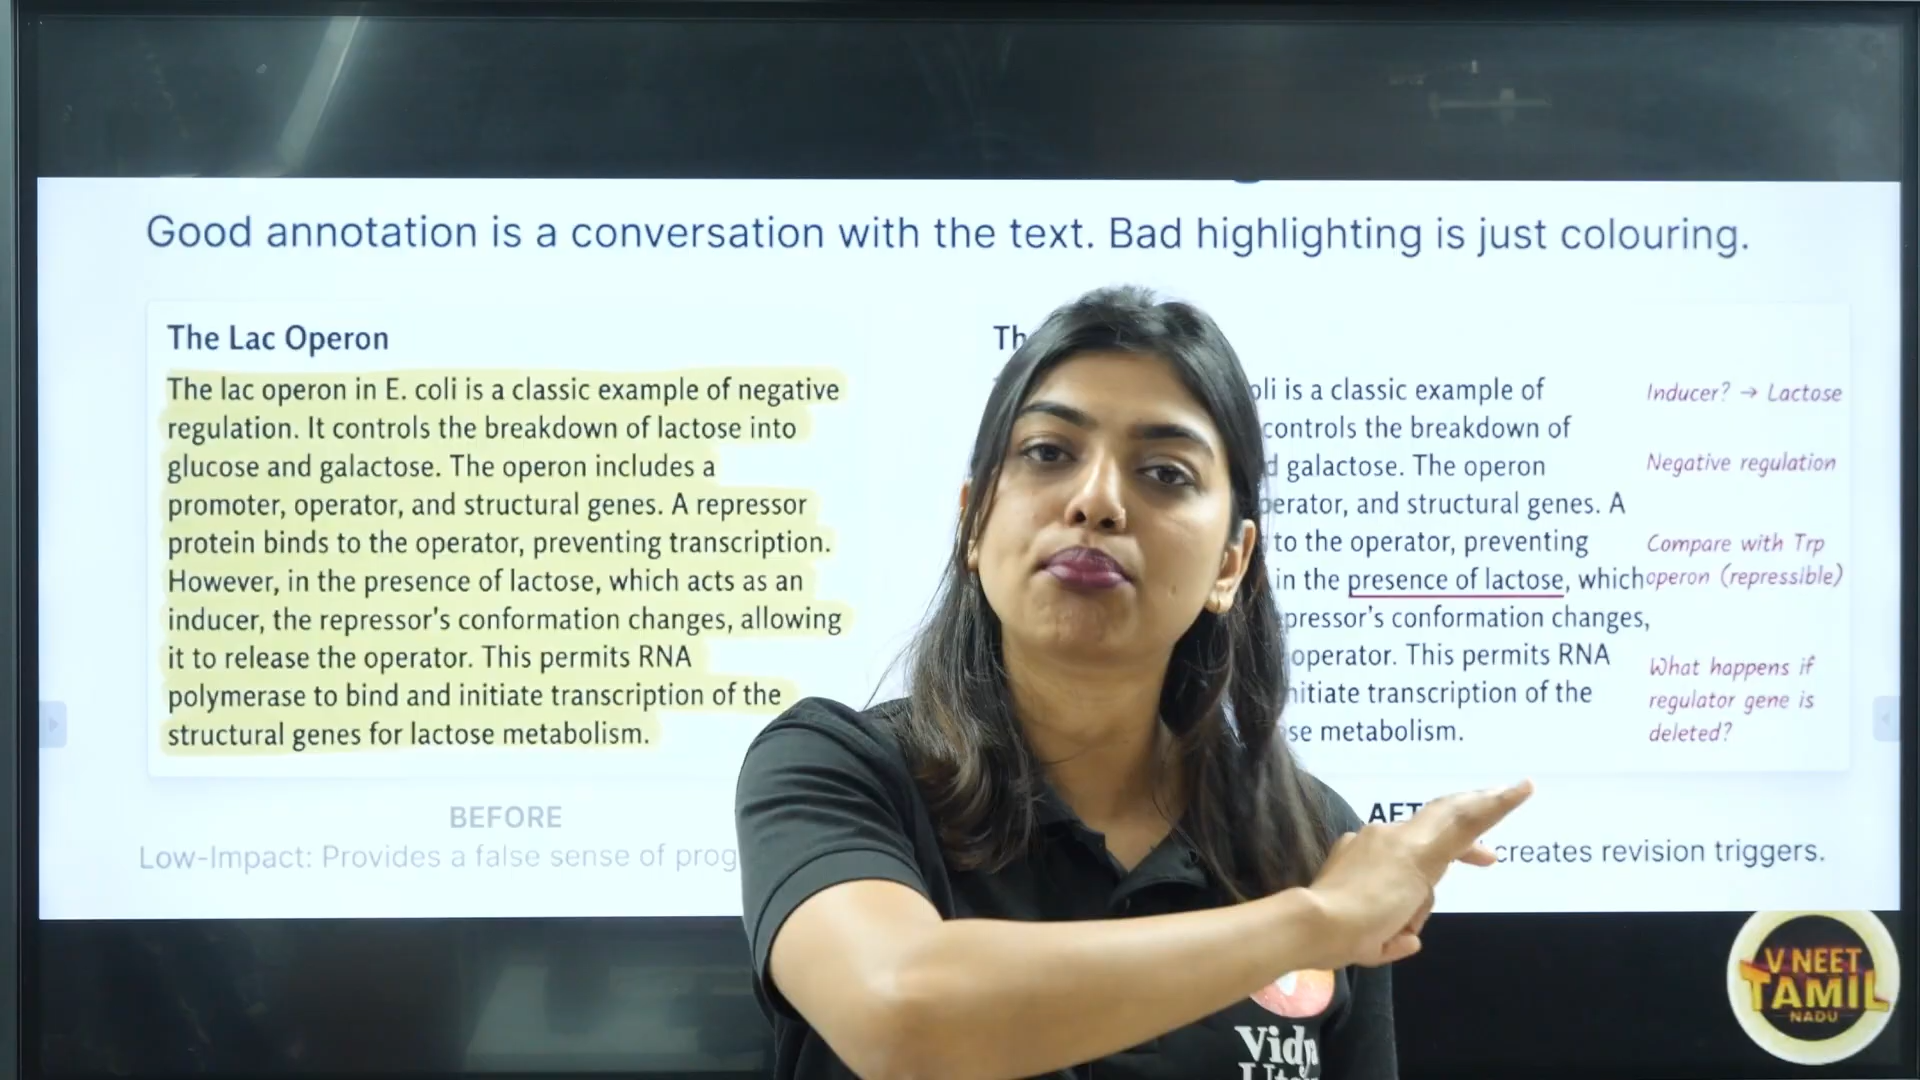 Good annotation is a conversation with the text. Bad highlighting is just colouring.
The Lac Operon
The lac operon in E. coli is a classic example of negative
regulation. It controls the breakdown of lactose into
glucose and galactose. The operon includes a
promoter, operator, and structural genes. A repressor
protein binds to the operator, preventing transcription.
However, in the presence of lactose, which acts as an
inducer, the repressor's conformation changes, allowing
it to release the operator. This permits RNA
polymerase to bind and initiate transcription of the
structural genes for lactose metabolism.
BEFORE
Low-Impact: Provides a false sense of
is a classic example of
controls the breakdown of
galactose. The operon
and structural genes. A
to the operator, preventing
in the presence of lactose, which
conformation changes,
operator. This permits RNA
transcription of the
metabolism.
Inducer? → Lactose
Negative regulation
Compare with Trp
operon (repressible)
What happens if
regulator gene is
deleted?
creates revision triggers.
V NEET
TAMIL
NADU